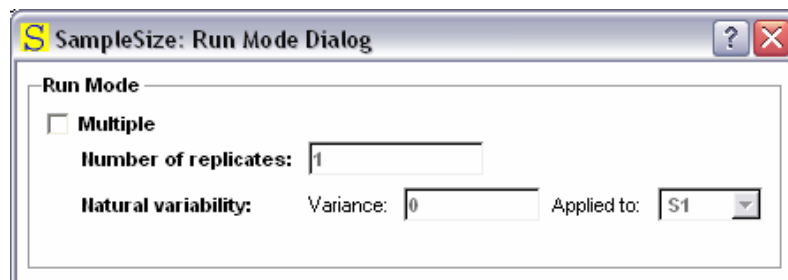 S SampleSize: Run Mode Dialog ?
Run Mode
Multiple
Number of replicates: 1
Natural variability: Variance: 0 Applied to: S1